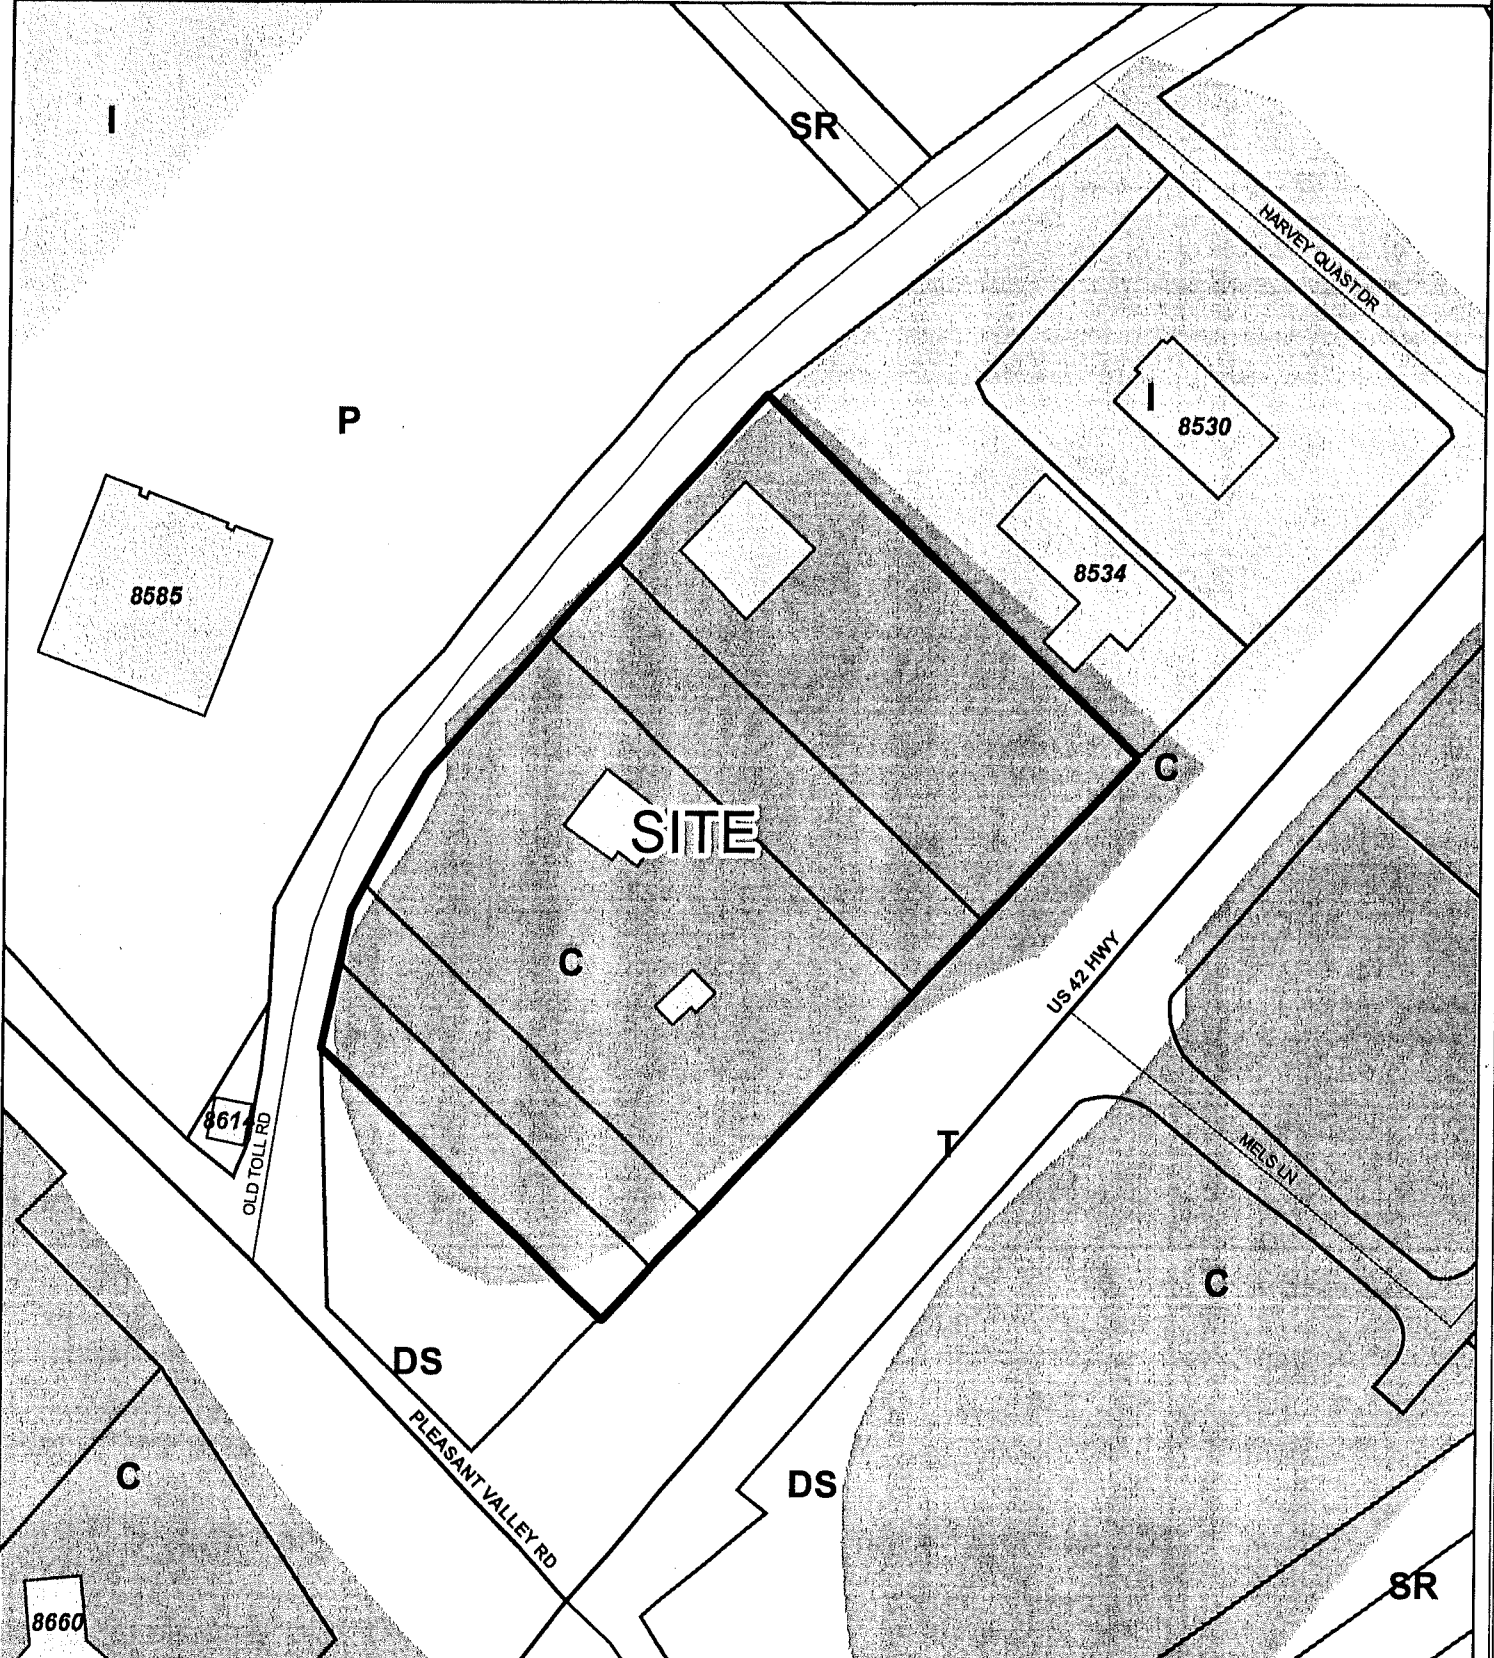 I
SR
HARVEY QUAST DR
P
I
8530
8534
8585
C
SITE
C
US 42 HWY
8614
OLD TOLL RD
T
MELS LN
C
DS
PLEASANT VALLEY RD
C
DS
SR
8660